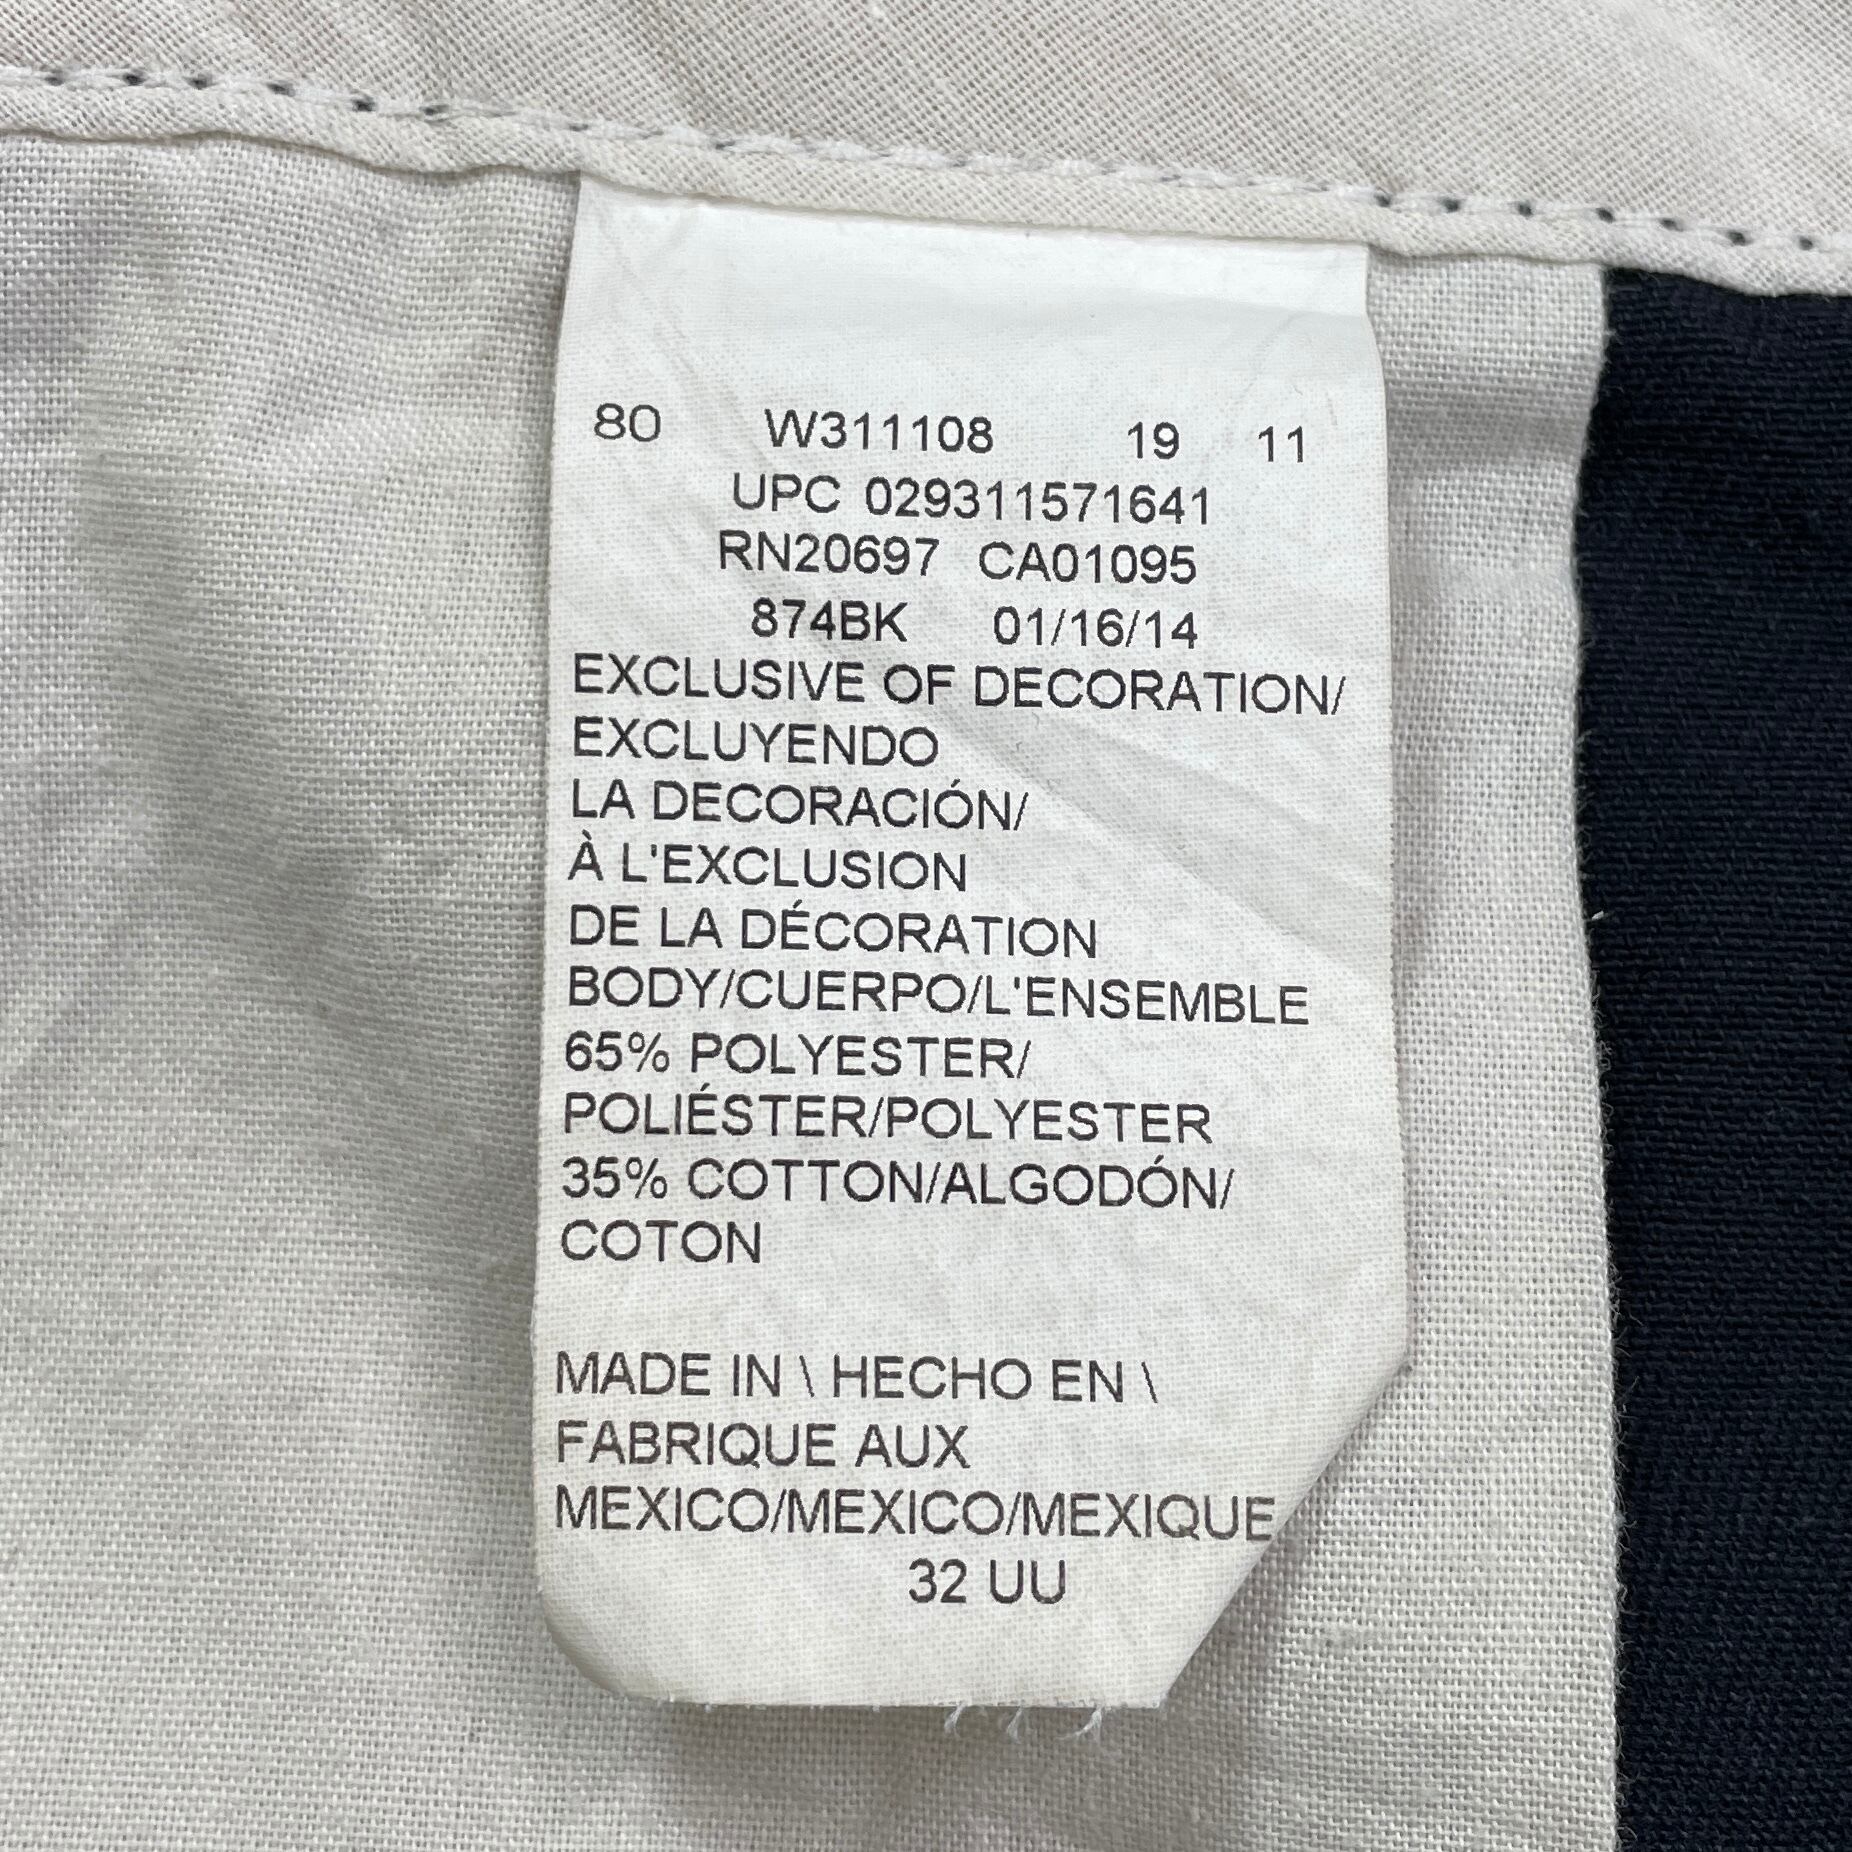 80 W311108 19 11
UPC 029311571641
RN20697 CA01095
874BK 01/16/14
EXCLUSIVE OF DECORATION/
EXCLUYENDO
LA DECORACIÓN/
À L'EXCLUSION
DE LA DÉCORATION
BODY/CUERPO/L'ENSEMBLE
65% POLYESTER/
POLIÉSTER/POLYESTER
35% COTTON/ALGODÓN/
COTON
MADE IN \ HECHO EN \
FABRIQUE AUX
MEXICO/MEXICO/MEXIQUE
32 UU